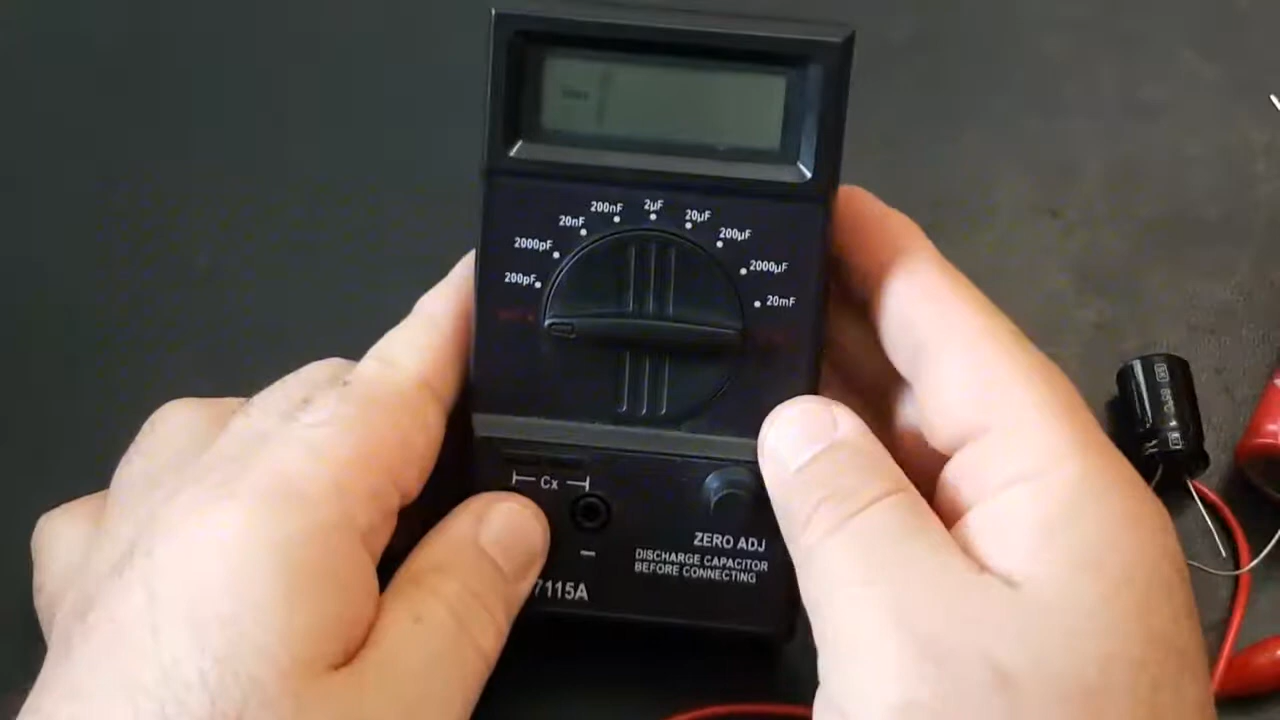 200nF
2µF
20µF
20nF
200µF
2000pF
2000µF
200pF
20mF
Cx
ZERO ADJ
–
DISCHARGE CAPACITOR
BEFORE CONNECTING
7115A